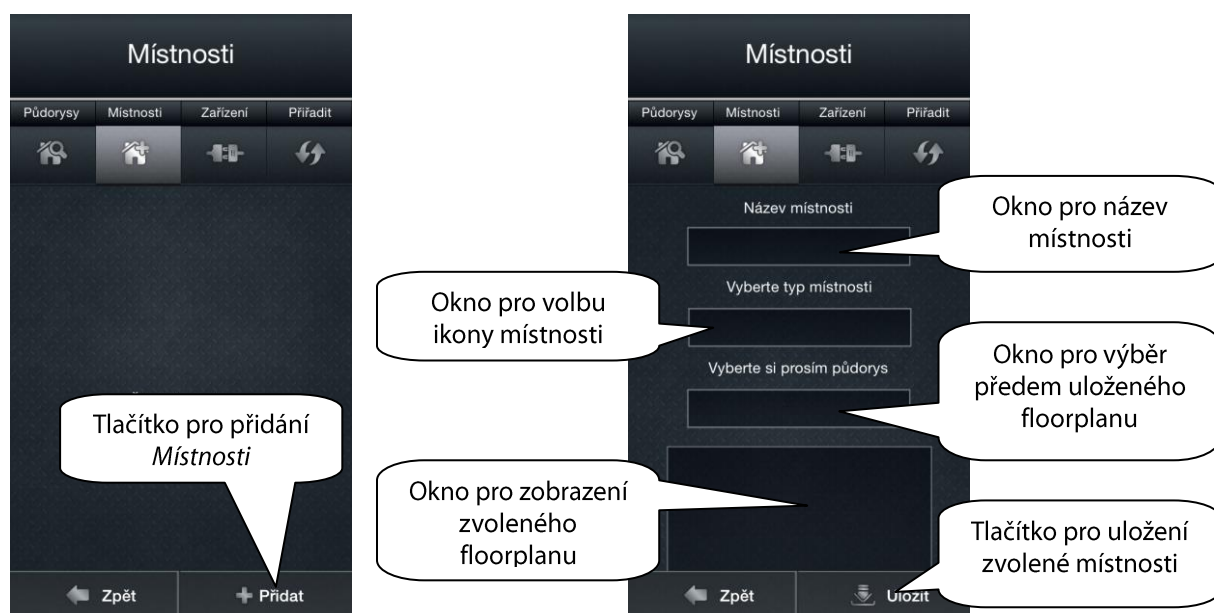 Místnosti
Půdorysy Místnosti Zařízení Přiřadit
Tlačítko pro přidání
Místnosti
Zpět Přidat
Místnosti
Půdorysy Místnosti Zařízení Přiřadit
Název místnosti
Okno pro název
místnosti
Vyberte typ místnosti
Okno pro volbu
ikony místnosti
Vyberte si prosím půdorys
Okno pro výběr
předem uloženého
floorplanu
Okno pro zobrazení
zvoleného
floorplanu
Tlačítko pro uložení
zvolené místnosti
Zpět Uložit